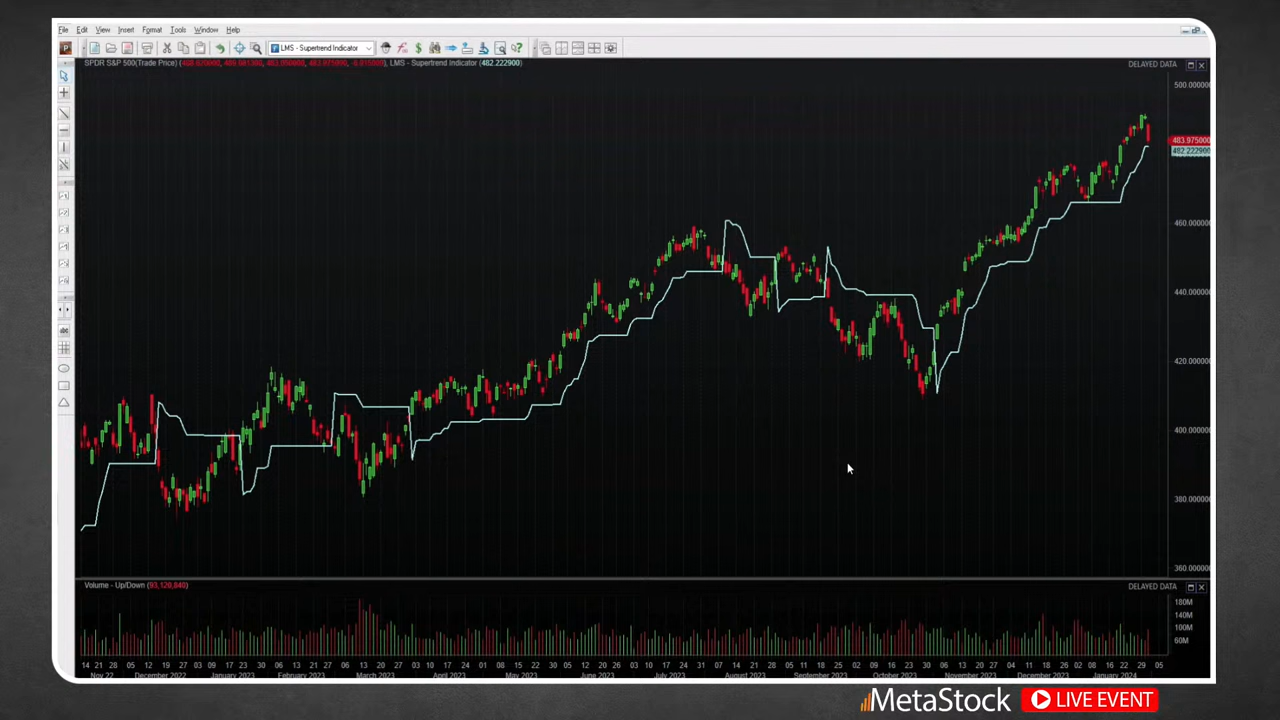 File Edit View Insert Format Tools Window Help
LMS - Supertrend Indicator
SPDR S&P 500(Trade Price) LMS - Supertrend Indicator (482.222900)
DELAYED DATA
500.000000
483.975000
482.222900
460.000000
440.000000
420.000000
400.000000
380.000000
360.000000
Volume - Up/Down (93,120,840)
DELAYED DATA
180M
140M
100M
60M
14 21 28 05 12 19 27 03 09 17 23 30 06 13 21 27 06 13 20 27 03 10 17 24 01 08 15 22 30 05 12 20 26 03 10 17 24 31 07 14 21 28 05 11 18 25 02 09 16 23 30 06 13 20 27 04 11 18 26 02 08 16 22 29 05
Nov 22 December 2022 January 2023 February 2023 March 2023 April 2023 May 2023 June 2023 July 2023 August 2023 September 2023 October 2023 November 2023 December 2023 January 2024
MetaStock LIVE EVENT